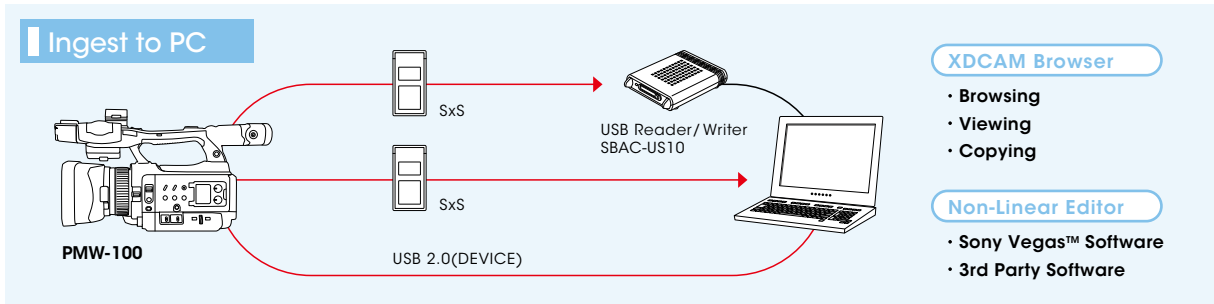 Ingest to PC
SxS
USB Reader/Writer
SBAC-US10
SxS
PMW-100
USB 2.0(DEVICE)
XDCAM Browser
・Browsing
・Viewing
・Copying
Non-Linear Editor
・Sony Vegas™ Software
・3rd Party Software